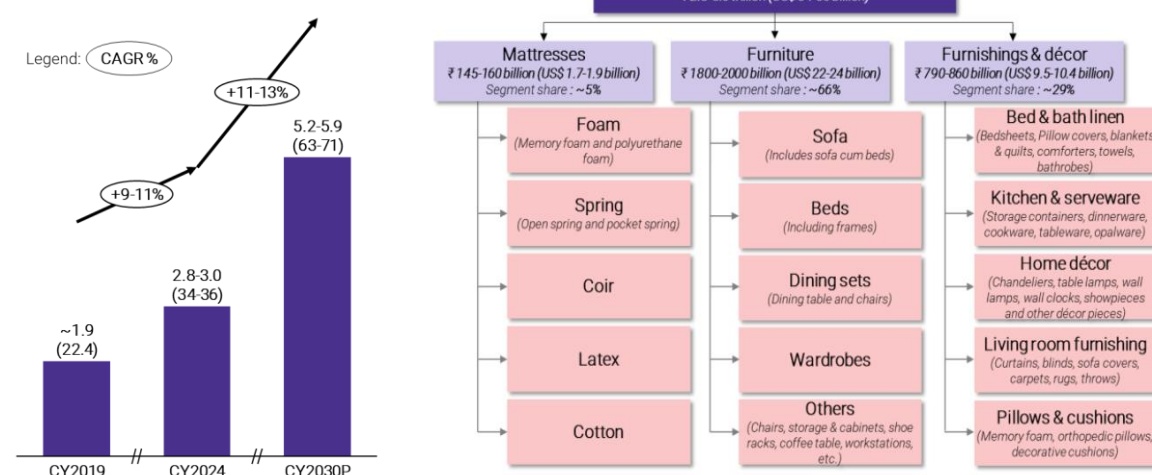 Legend: CAGR %
+11-13%
+9-11%
5.2-5.9
(63-71)
2.8-3.0
(34-36)
~1.9
(22.4)
CY2019
CY2024
CY2030P
Mattresses
₹ 145-160 billion (US$ 1.7-1.9 billion)
Segment share : ~5%
Foam
(Memory foam and polyurethane
foam)
Spring
(Open spring and pocket spring)
Coir
Latex
Cotton
Furniture
₹ 1800-2000 billion (US$ 22-24 billion)
Segment share : ~66%
Sofa
(Includes sofa cum beds)
Beds
(Including frames)
Dining sets
(Dining table and chairs)
Wardrobes
Others
(Chairs, storage & cabinets, shoe
racks, coffee table, workstations,
etc.)
Furnishings & décor
₹ 790-860 billion (US$ 9.5-10.4 billion)
Segment share : ~29%
Bed & bath linen
(Bedsheets, Pillow covers, blankets
& quilts, comforters, towels,
bathrobes)
Kitchen & serveware
(Storage containers, dinnerware,
cookware, tableware, opalware)
Home décor
(Chandeliers, table lamps, wall
lamps, wall clocks, showpieces
and other décor pieces)
Living room furnishing
(Curtains, blinds, sofa covers,
carpets, rugs, throws)
Pillows & cushions
(Memory foam, orthopedic pillows,
decorative cushions)